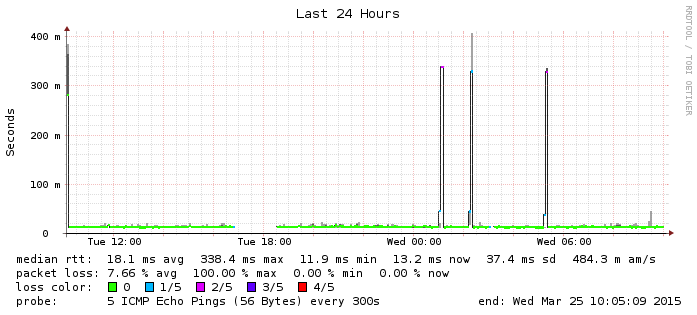 Last 24 Hours
RRDTOOL / TOBI OETIKER
Seconds
400 m
300 m
200 m
100 m
0
Tue 12:00 Tue 18:00 Wed 00:00 Wed 06:00
median rtt: 18.1 ms avg 338.4 ms max 11.9 ms min 13.2 ms now 37.4 ms sd 484.3 m am/s
packet loss: 7.66 % avg 100.00 % max 0.00 % min 0.00 % now
loss color: 0 1/5 2/5 3/5 4/5
probe: 5 ICMP Echo Pings (56 Bytes) every 300s end: Wed Mar 25 10:05:09 2015